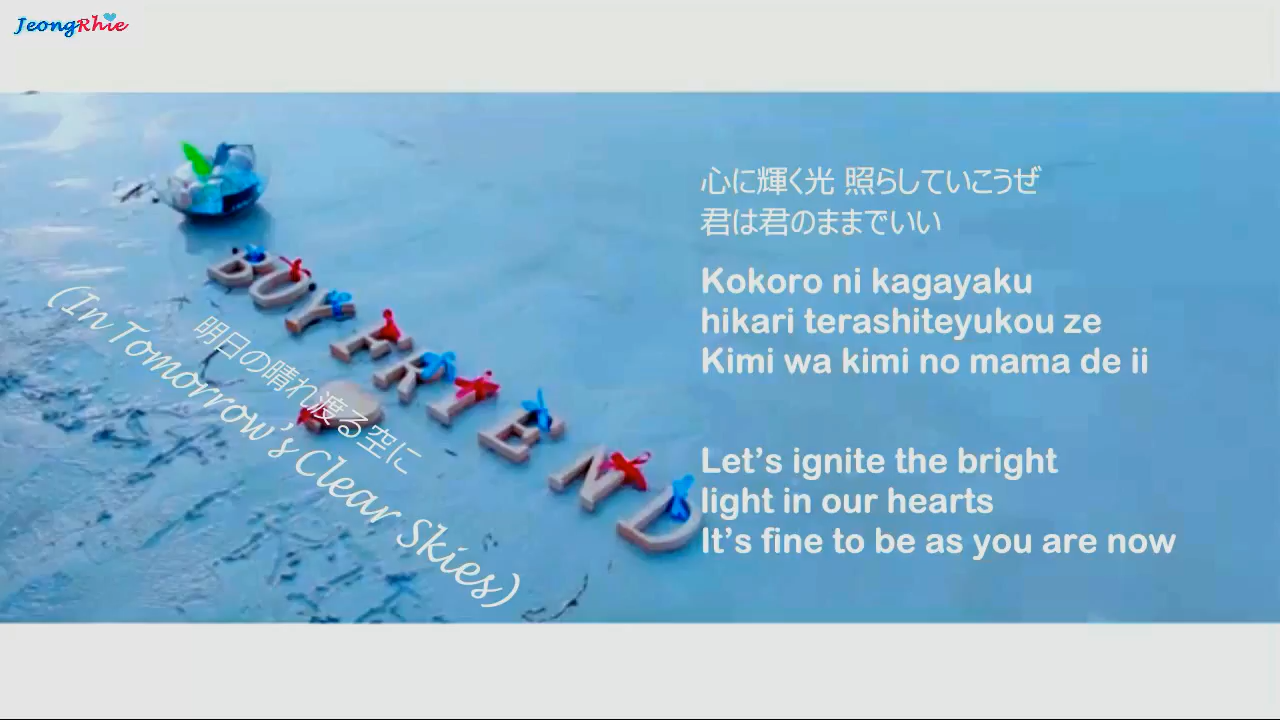 JeongRhie
BOYFRIEND
明日の晴れ渡る空に
(In Tomorrow's Clear Skies)
心に輝く光 照らしていこうぜ
君は君のままでいい
Kokoro ni kagayaku
hikari terashiteyukou ze
Kimi wa kimi no mama de ii
Let's ignite the bright
light in our hearts
It's fine to be as you are now